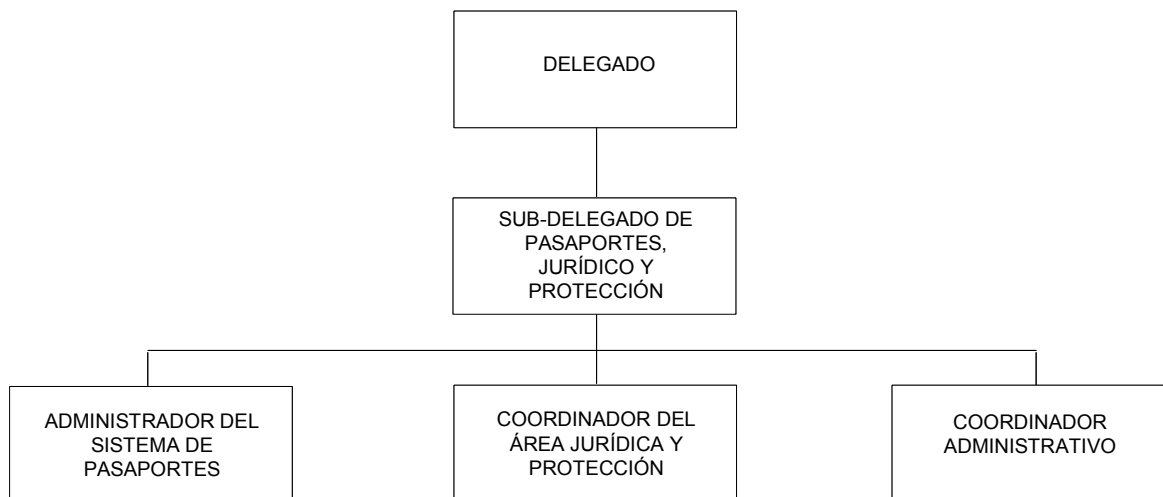 DELEGADO
SUB-DELEGADO DE
PASAPORTES,
JURÍDICO Y
PROTECCIÓN
ADMINISTRADOR DEL
SISTEMA DE
PASAPORTES
COORDINADOR DEL
ÁREA JURÍDICA Y
PROTECCIÓN
COORDINADOR
ADMINISTRATIVO